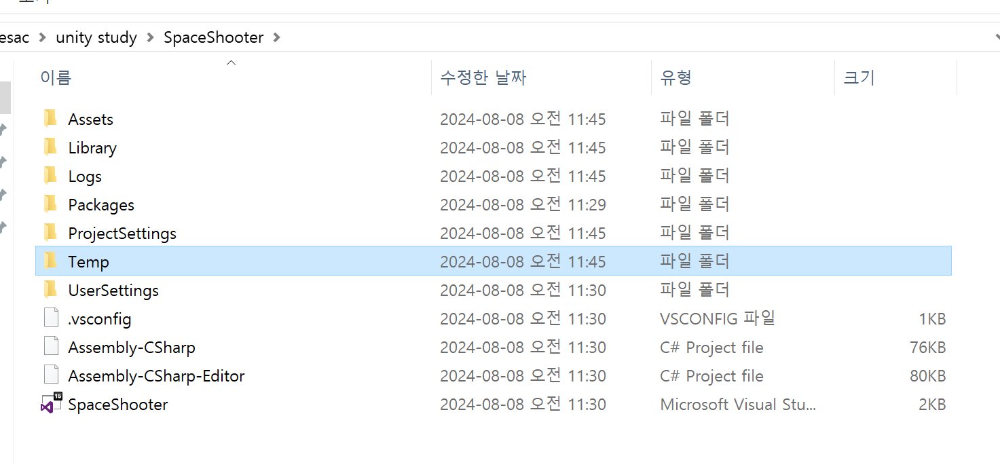 esac > unity study > SpaceShooter >
이름 수정한 날짜 유형 크기
Assets 2024-08-08 오전 11:45 파일 폴더
Library 2024-08-08 오전 11:45 파일 폴더
Logs 2024-08-08 오전 11:45 파일 폴더
Packages 2024-08-08 오전 11:29 파일 폴더
ProjectSettings 2024-08-08 오전 11:45 파일 폴더
Temp 2024-08-08 오전 11:45 파일 폴더
UserSettings 2024-08-08 오전 11:30 파일 폴더
.vsconfig 2024-08-08 오전 11:30 VSCONFIG 파일 1KB
Assembly-CSharp 2024-08-08 오전 11:30 C# Project file 76KB
Assembly-CSharp-Editor 2024-08-08 오전 11:30 C# Project file 80KB
15
SpaceShooter 2024-08-08 오전 11:30 Microsoft Visual Stu... 2KB